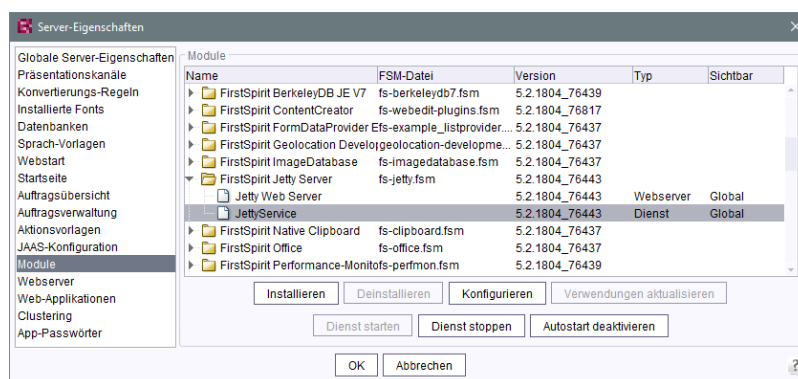 Server-Eigenschaften
Globale Server-Eigenschaften
Präsentationskanäle
Konvertierungs-Regeln
Installierte Fonts
Datenbanken
Sprach-Vorlagen
Webstart
Startseite
Auftragsübersicht
Auftragsverwaltung
Aktionsvorlagen
JAAS-Konfiguration
Module
Webserver
Web-Applikationen
Clustering
App-Passwörter
Module
Name FSM-Datei Version Typ Sichtbar
FirstSpirit BerkeleyDB JE V7 fs-berkeleydb7.fsm 5.2.1804_76439
FirstSpirit ContentCreator fs-webedit-plugins.fsm 5.2.1804_76817
FirstSpirit FormDataProvider E fs-example_listprovider.... 5.2.1804_76437
FirstSpirit Geolocation Develop geolocation-developme... 5.2.1804_76437
FirstSpirit ImageDatabase fs-imagedatabase.fsm 5.2.1804_76437
FirstSpirit Jetty Server fs-jetty.fsm 5.2.1804_76443
Jetty Web Server 5.2.1804_76443 Webserver Global
JettyService 5.2.1804_76443 Dienst Global
FirstSpirit Native Clipboard fs-clipboard.fsm 5.2.1804_76437
FirstSpirit Office fs-office.fsm 5.2.1804_76437
FirstSpirit Performance-Monito fs-perfmon.fsm 5.2.1804_76439
Installieren Deinstallieren Konfigurieren Verwendungen aktualisieren
Dienst starten Dienst stoppen Autostart deaktivieren
OK Abbrechen
?